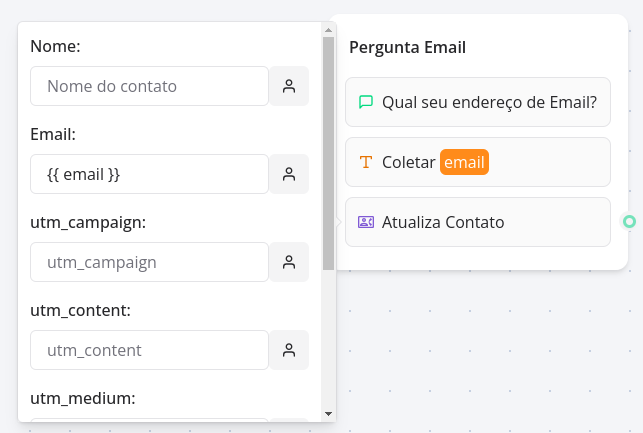 Nome:
Nome do contato
Email:
{{ email }}
utm_campaign:
utm_campaign
utm_content:
utm_content
utm_medium:
Pergunta Email
Qual seu endereço de Email?
Coletar email
Atualiza Contato